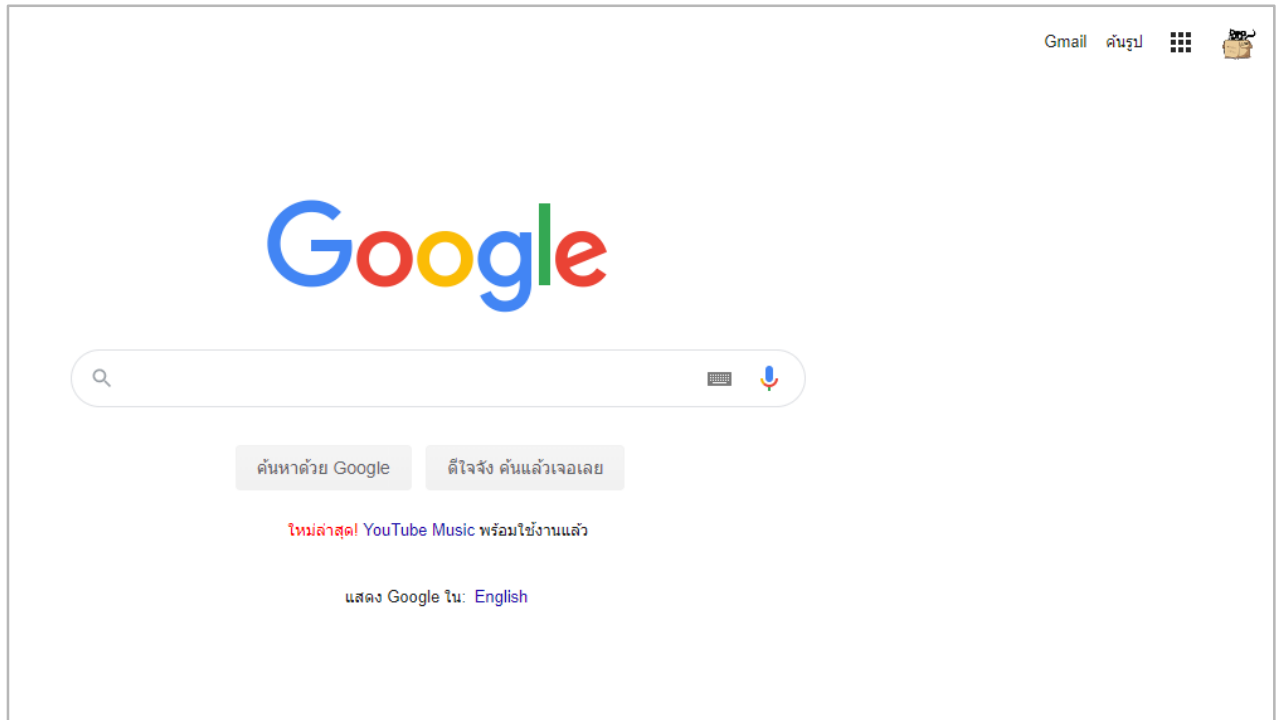 Gmail ค้นรูป
Google
ค้นหาด้วย Google ดีใจจัง ค้นแล้วเจอเลย
ใหม่ล่าสุด! YouTube Music พร้อมใช้งานแล้ว
แสดง Google ใน: English